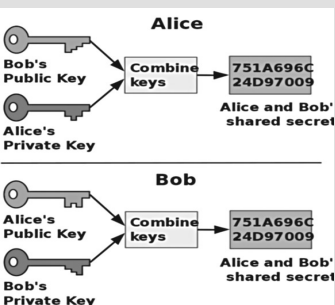 Alice
Bob's
Public Key
Alice's
Private Key
Combine
keys
751A696C
24D97009
Alice and Bob'
shared secret
Bob
Alice's
Public Key
Bob's
Private Key
Combine
keys
751A696C
24D97009
Alice and Bob'
shared secret